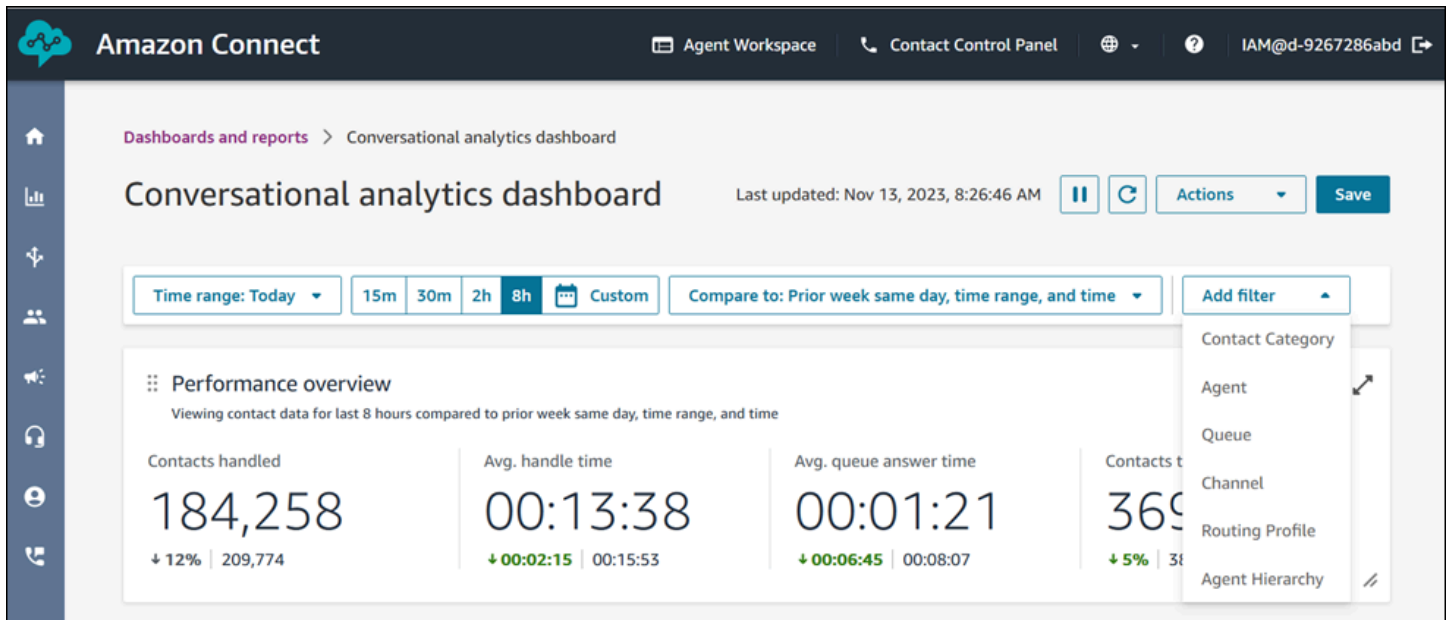 Amazon Connect Agent Workspace Contact Control Panel IAM@d-9267286abd
Dashboards and reports > Conversational analytics dashboard
Conversational analytics dashboard Last updated: Nov 13, 2023, 8:26:46 AM Actions Save
Time range: Today 15m 30m 2h 8h Custom Compare to: Prior week same day, time range, and time Add filter
Contact Category
Performance overview
Agent
Viewing contact data for last 8 hours compared to prior week same day, time range, and time
Queue
Contacts handled Avg. handle time Avg. queue answer time Contacts
Channel
184,258 00:13:38 00:01:21
Routing Profile
↓ 12% 209,774 ↓ 00:02:15 00:15:53 ↓ 00:06:45 00:08:07 ↓ 5%
Agent Hierarchy